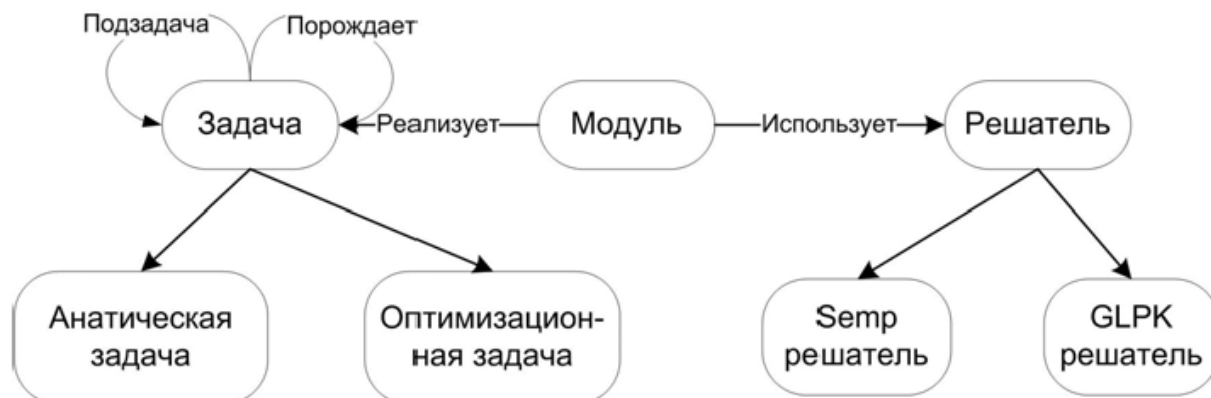 Подзадача
Порождает
Задача
Реализует
Модуль
Использует
Решатель
Анатическая
задача
Оптимизацион-
ная задача
Semp
решатель
GLPK
решатель